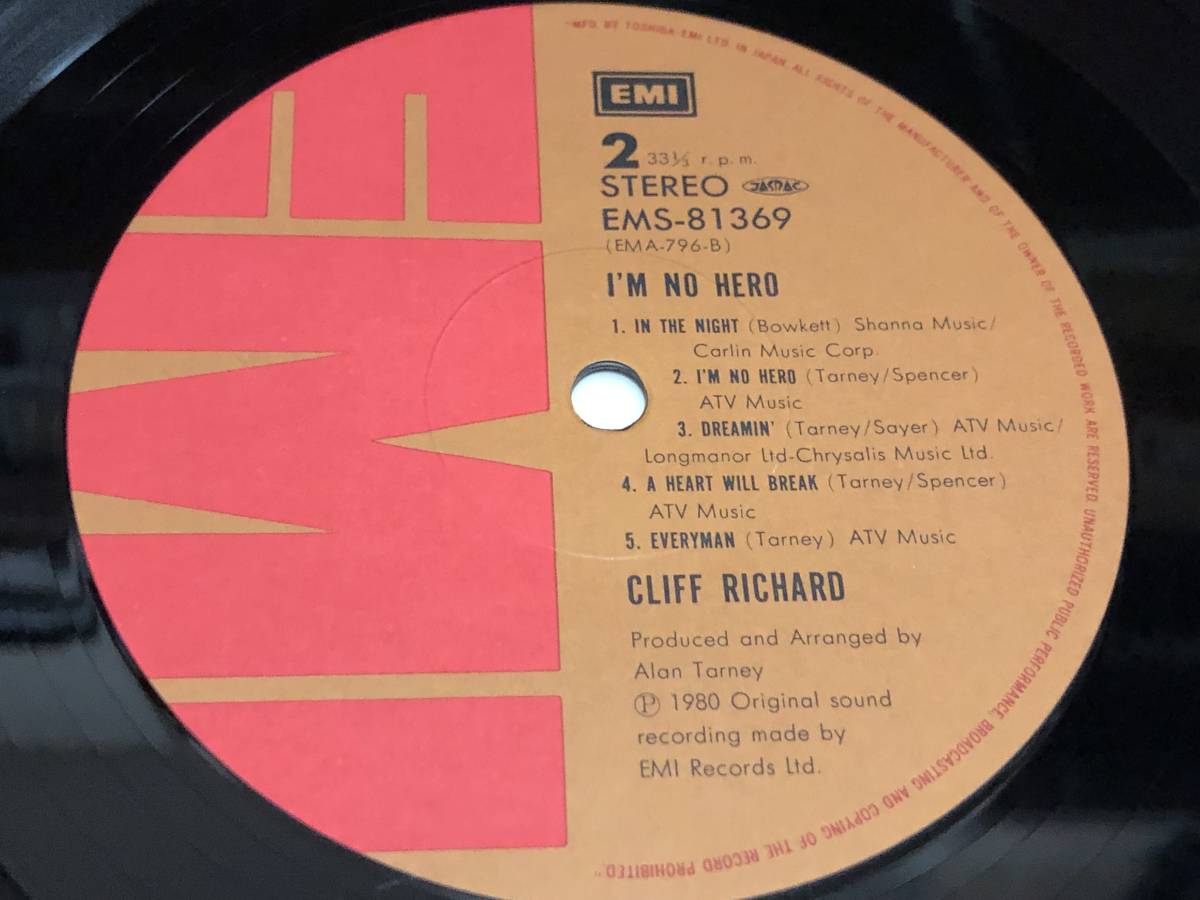 "MFD. BY TOSHIBA-EMI LTD. IN JAPAN ALL RIGHTS OF THE MANUFACTURER AND OF THE OWNER OF THE RECORDED WORK ARE RESERVED UNAUTHORIZED PUBLIC PERFORMANCE, BROADCASTING AND COPYING OF THE RECORD PROHIBITED"
EMI
2 33⅓ r. p. m.
STEREO JASRAC
EMS-81369
(EMA-796-B)
I'M NO HERO
1. IN THE NIGHT (Bowkett) Shanna Music/
Carlin Music Corp.
2. I'M NO HERO (Tarney/Spencer)
ATV Music
3. DREAMIN' (Tarney/Sayer) ATV Music/
Longmanor Ltd-Chrysalis Music Ltd.
4. A HEART WILL BREAK (Tarney/Spencer)
ATV Music
5. EVERYMAN (Tarney) ATV Music
CLIFF RICHARD
Produced and Arranged by
Alan Tarney
Ⓟ 1980 Original sound
recording made by
EMI Records Ltd.
EMI